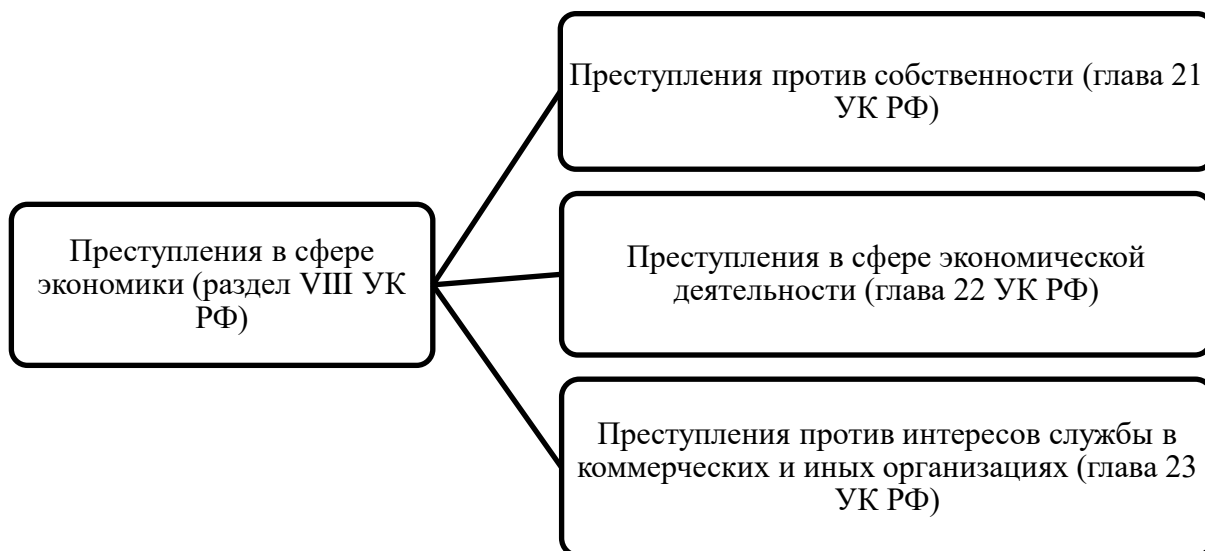 Преступления в сфере
экономики (раздел VIII УК
РФ)
Преступления против собственности (глава 21
УК РФ)
Преступления в сфере экономической
деятельности (глава 22 УК РФ)
Преступления против интересов службы в
коммерческих и иных организациях (глава 23
УК РФ)